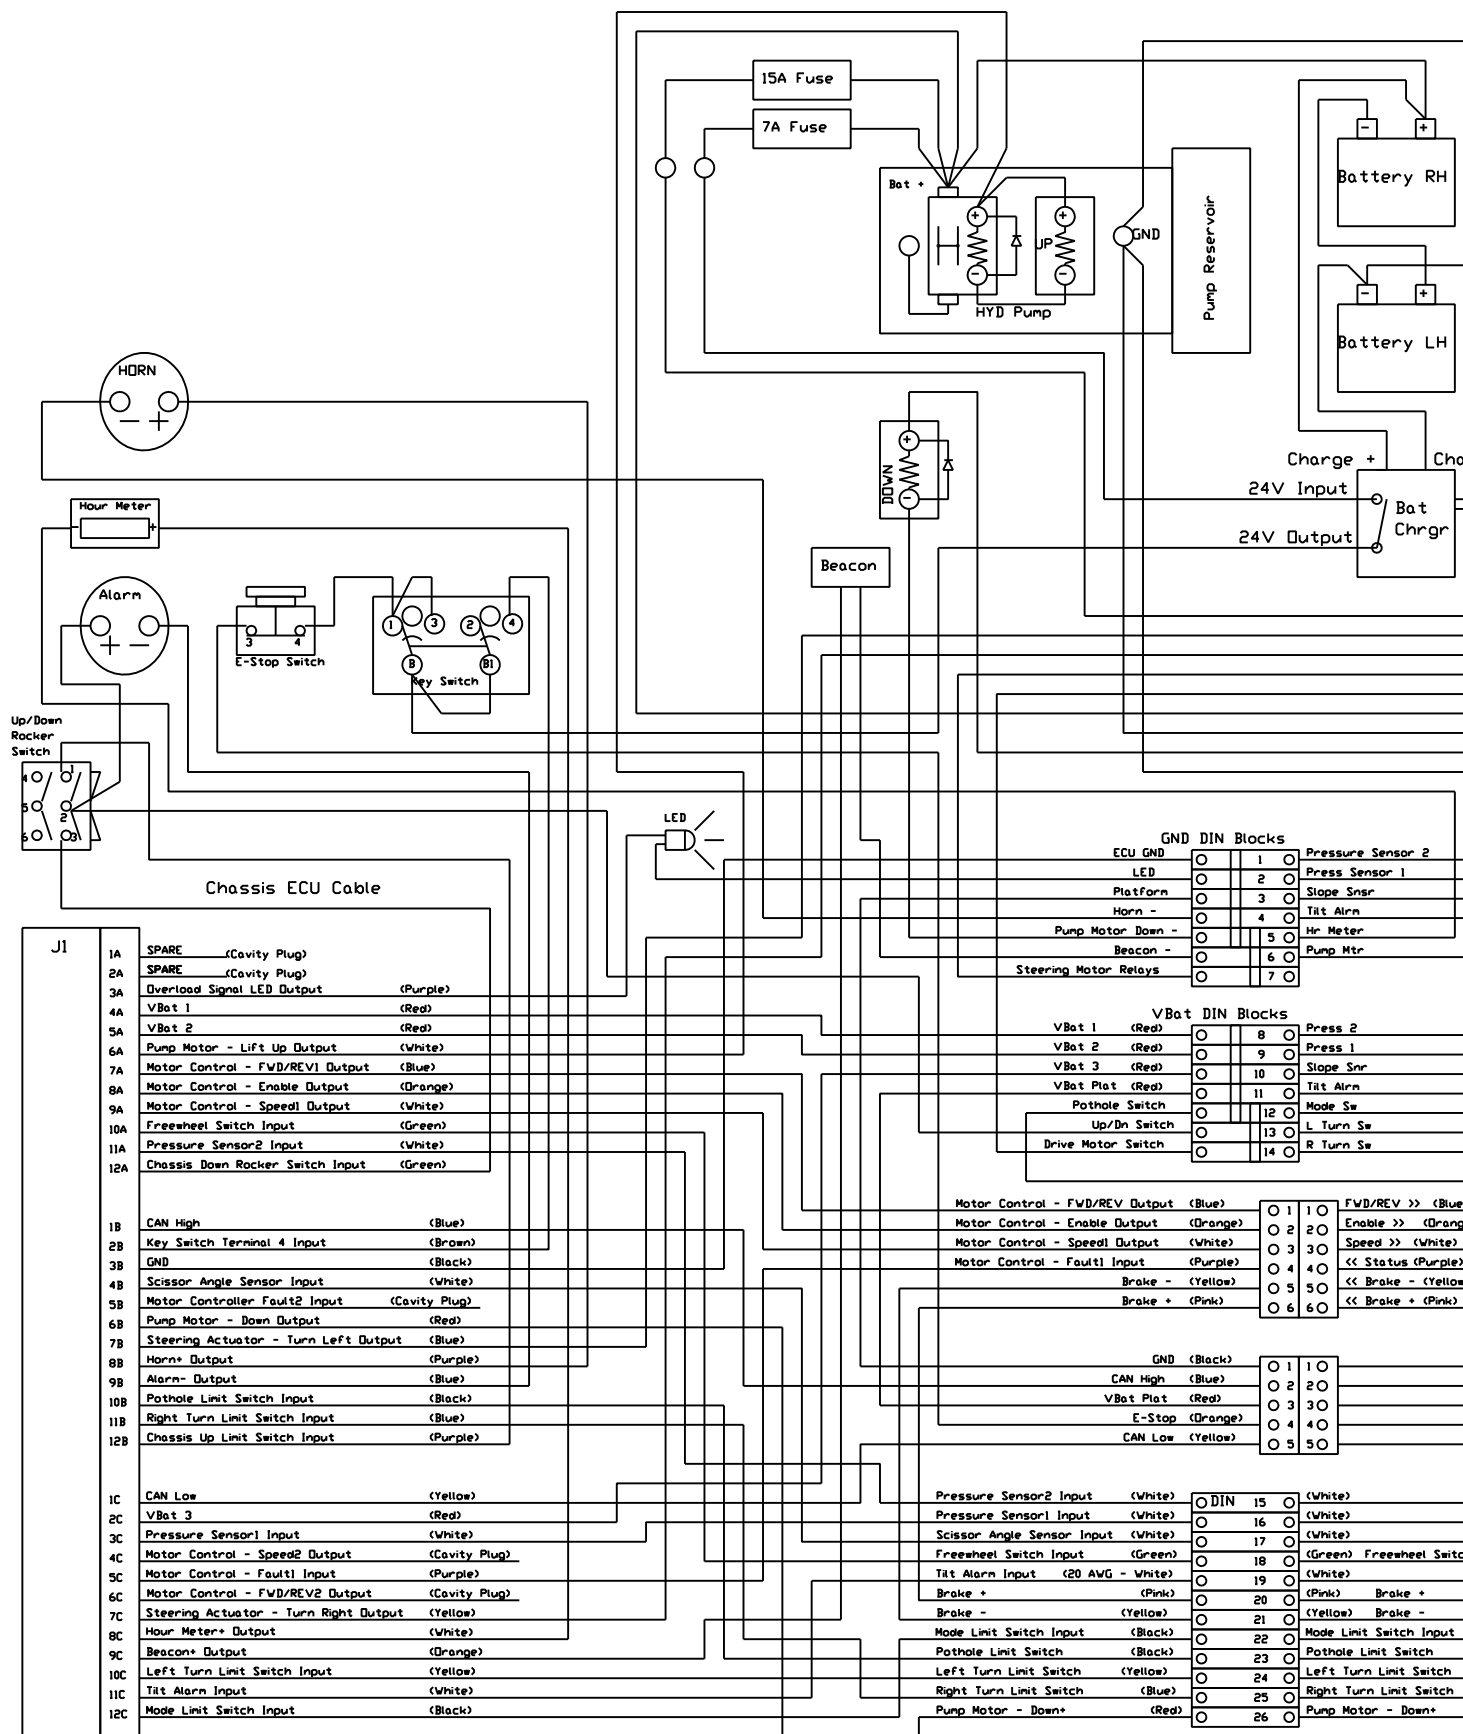 15A Fuse
7A Fuse
Bat +
+
+
UP
-
-
HYD Pump
GND
Pump Reservoir
-
+
Battery RH
-
+
Battery LH
HORN
- +
DOWN
+
-
Charge +
Cha
24V Input
24V Output
Bat
Chrgr
Hour Meter
- +
Beacon
Alarm
+ -
3 4
E-Stop Switch
1 3 2 4
B B1
Key Switch
Up/Down
Rocker
Switch
4 1
5 2
6 3
LED
Chassis ECU Cable
J1
1A SPARE (Cavity Plug)
2A SPARE (Cavity Plug)
3A Overload Signal LED Output (Purple)
4A VBat 1 (Red)
5A VBat 2 (Red)
6A Pump Motor - Lift Up Output (White)
7A Motor Control - FWD/REV1 Output (Blue)
8A Motor Control - Enable Output (Orange)
9A Motor Control - Speed1 Output (White)
10A Freewheel Switch Input (Green)
11A Pressure Sensor2 Input (White)
12A Chassis Down Rocker Switch Input (Green)
1B CAN High (Blue)
2B Key Switch Terminal 4 Input (Brown)
3B GND (Black)
4B Scissor Angle Sensor Input (White)
5B Motor Controller Fault2 Input (Cavity Plug)
6B Pump Motor - Down Output (Red)
7B Steering Actuator - Turn Left Output (Blue)
8B Horn+ Output (Purple)
9B Alarm- Output (Blue)
10B Pothole Limit Switch Input (Black)
11B Right Turn Limit Switch Input (Blue)
12B Chassis Up Limit Switch Input (Purple)
1C CAN Low (Yellow)
2C VBat 3 (Red)
3C Pressure Sensor1 Input (White)
4C Motor Control - Speed2 Output (Cavity Plug)
5C Motor Control - Fault1 Input (Purple)
6C Motor Control - FWD/REV2 Output (Cavity Plug)
7C Steering Actuator - Turn Right Output (Yellow)
8C Hour Meter+ Output (White)
9C Beacon+ Output (Orange)
10C Left Turn Limit Switch Input (Yellow)
11C Tilt Alarm Input (White)
12C Mode Limit Switch Input (Black)
GND DIN Blocks
ECU GND 1 Pressure Sensor 2
LED 2 Press Sensor 1
Platform 3 Slope Snsr
Horn - 4 Tilt Alrm
Pump Motor Down - 5 Hr Meter
Beacon - 6 Pump Mtr
Steering Motor Relays 7
VBat DIN Blocks
VBat 1 (Red) 8 Press 2
VBat 2 (Red) 9 Press 1
VBat 3 (Red) 10 Slope Snr
VBat Plat (Red) 11 Tilt Alrm
Pothole Switch 12 Mode Sw
Up/Dn Switch 13 L Turn Sw
Drive Motor Switch 14 R Turn Sw
Motor Control - FWD/REV Output (Blue) 1 1 FWD/REV >> (Blue
Motor Control - Enable Output (Orange) 2 2 Enable >> (Orang
Motor Control - Speed1 Output (White) 3 3 Speed >> (White)
Motor Control - Fault1 Input (Purple) 4 4 << Status (Purple)
Brake - (Yellow) 5 5 << Brake - (Yellow
Brake + (Pink) 6 6 << Brake + (Pink)
GND (Black) 1 1
CAN High (Blue) 2 2
VBat Plat (Red) 3 3
E-Stop (Orange) 4 4
CAN Low (Yellow) 5 5
Pressure Sensor2 Input (White) DIN 15 (White)
Pressure Sensor1 Input (White) 16 (White)
Scissor Angle Sensor Input (White) 17 (White)
Freewheel Switch Input (Green) 18 (Green) Freewheel Switc
Tilt Alarm Input (20 AWG - White) 19 (White)
Brake + (Pink) 20 (Pink) Brake +
Brake - (Yellow) 21 (Yellow) Brake -
Mode Limit Switch Input (Black) 22 Mode Limit Switch Input
Pothole Limit Switch (Black) 23 Pothole Limit Switch
Left Turn Limit Switch (Yellow) 24 Left Turn Limit Switch
Right Turn Limit Switch (Blue) 25 Right Turn Limit Switch
Pump Motor - Down+ (Red) 26 Pump Motor - Down+